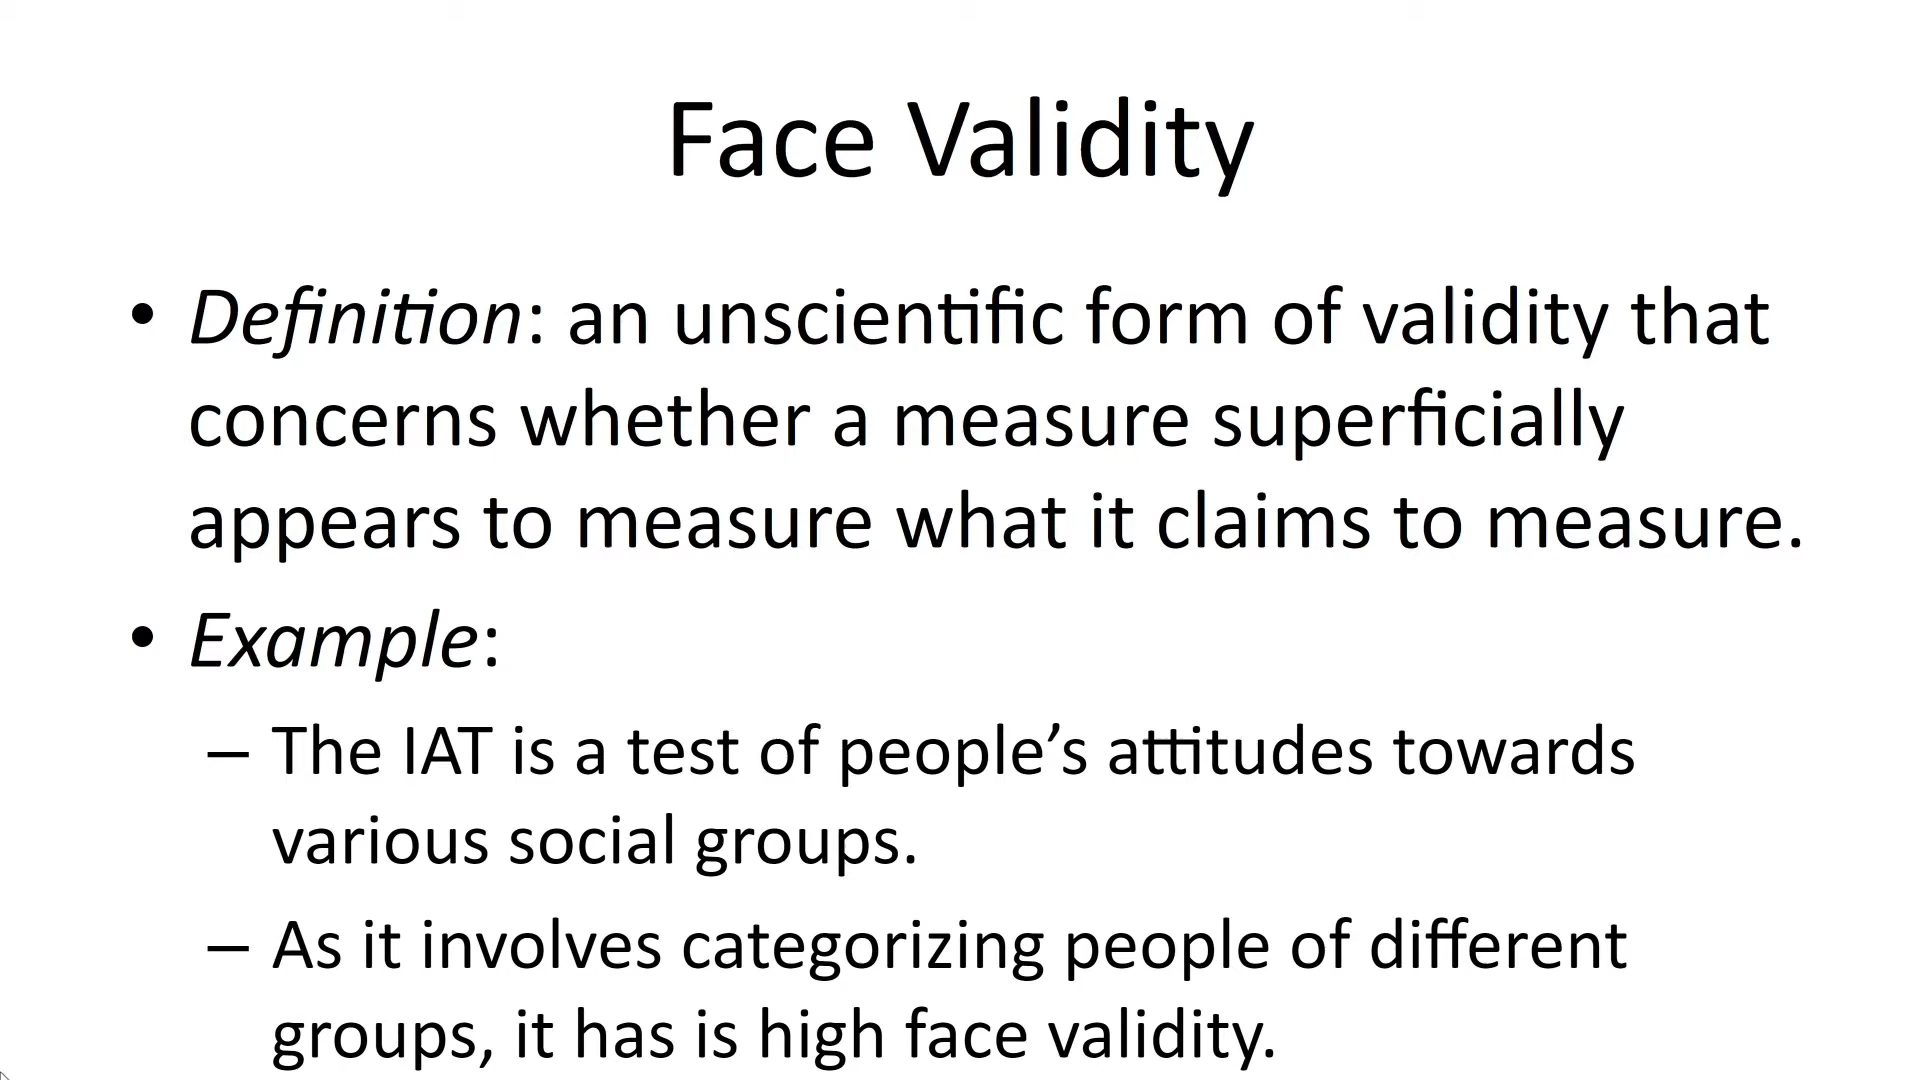 Face Validity
• Definition: an unscientific form of validity that
concerns whether a measure superficially
appears to measure what it claims to measure.
• Example:
– The IAT is a test of people’s attitudes towards
various social groups.
– As it involves categorizing people of different
groups, it has is high face validity.